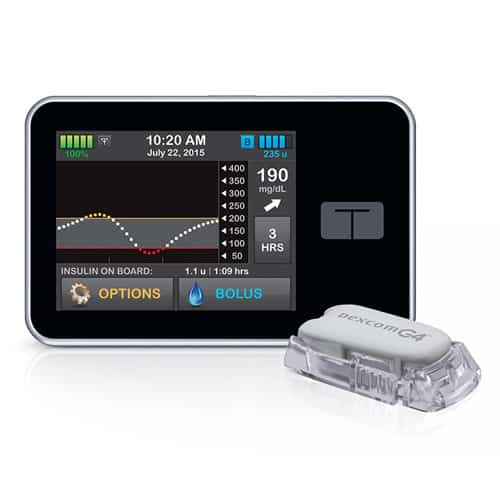 10:20 AM
B
100%
July 22, 2015
235 u
400
350
300
250
200
150
100
50
190
mg/dL
3
HRS
INSULIN ON BOARD: 1.1 u | 1:09 hrs
OPTIONS
BOLUS
T
DEXCOM G4